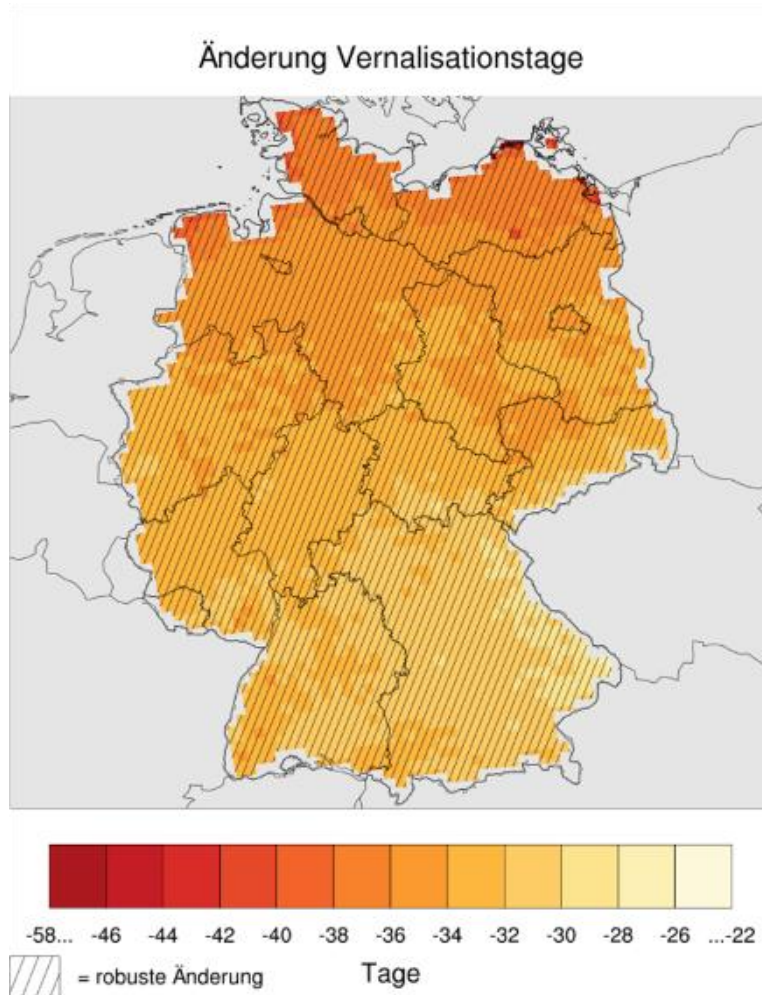 Änderung Vernalisationstage
-58... -46 -44 -42 -40 -38 -36 -34 -32 -30 -28 -26 ...-22
= robuste Änderung Tage